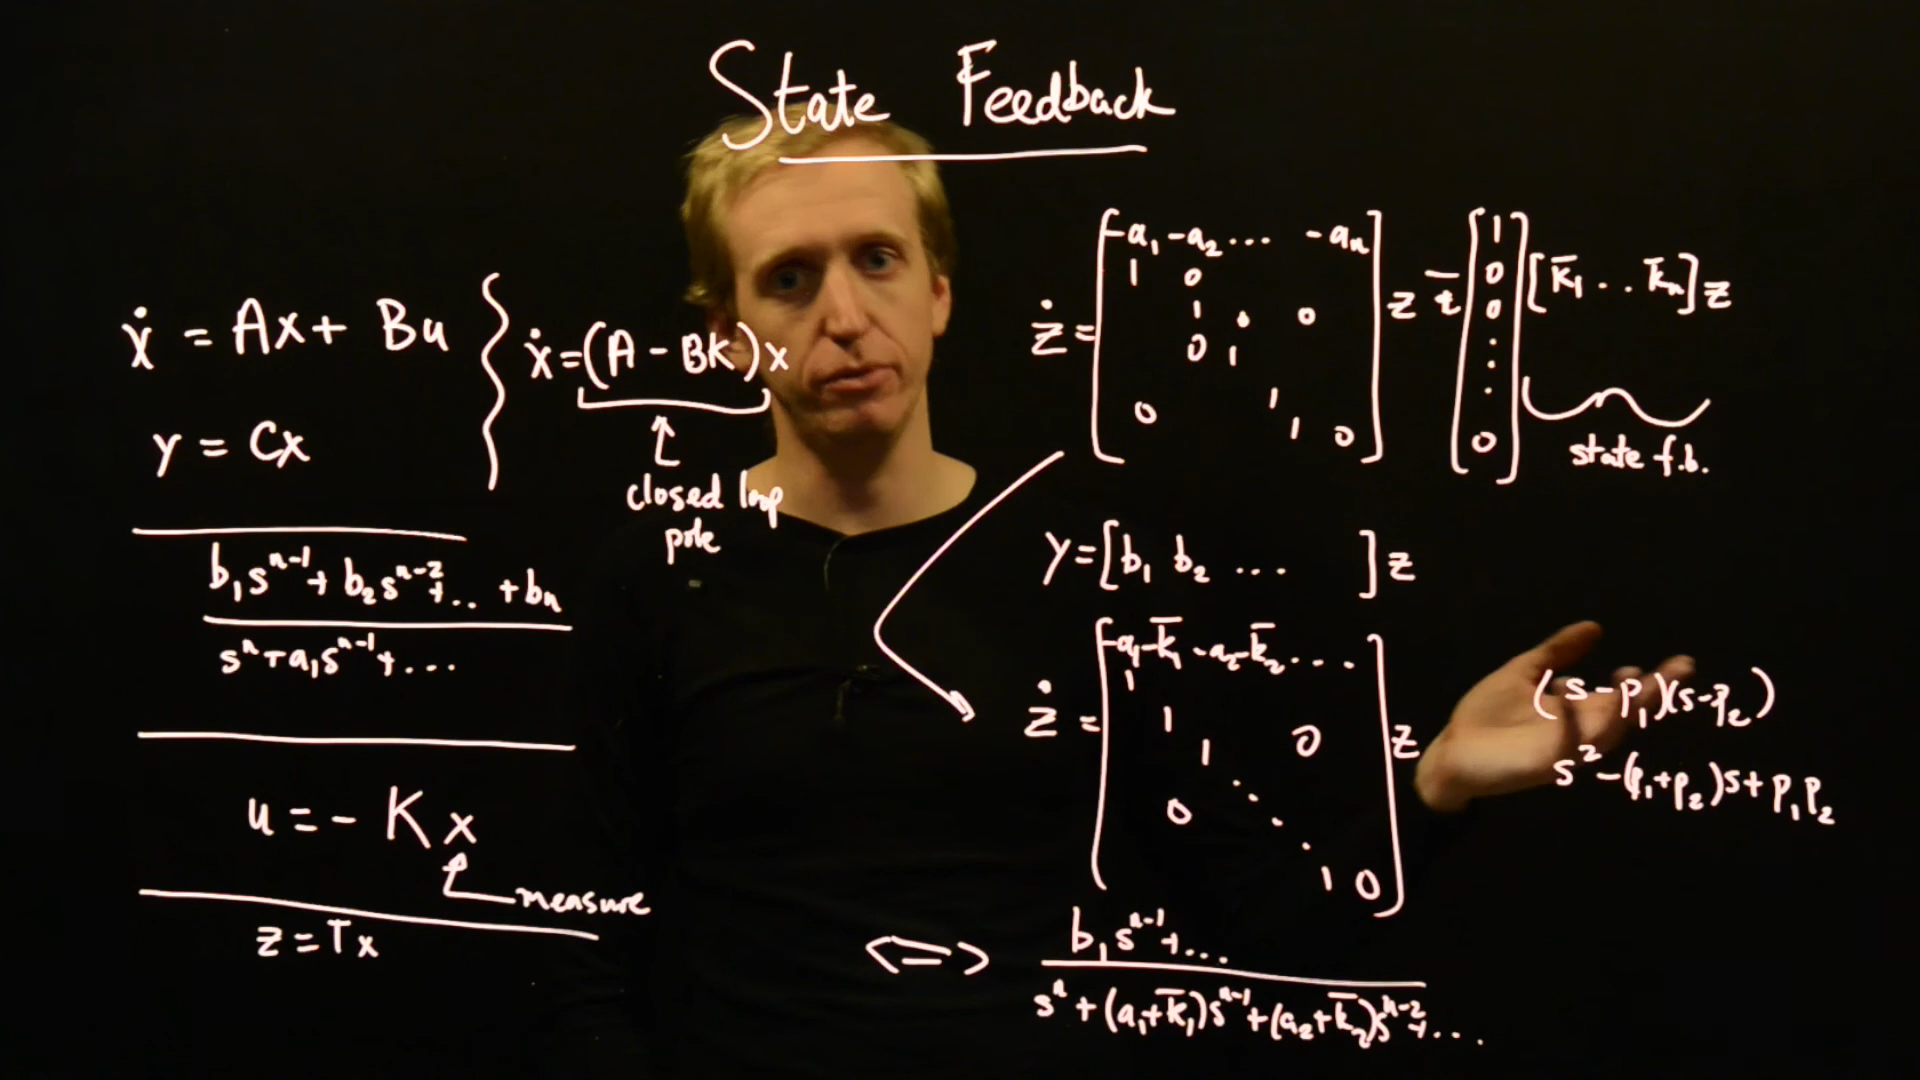 State Feedback
ẋ = Ax + Bu
y = Cx
ẋ = (A - BK)x
closed loop
pole
b₁sⁿ⁻¹ + b₂sⁿ⁻² + .. + bₙ
sⁿ + a₁sⁿ⁻¹ + ...
u = - Kx
measure
z = Tx
ż = [-a₁ -a₂ ... -aₙ
1 0
1 . 0
0 1
0 1
1 0] z - [1 0 0 ⋮ 0] [k̄₁ .. k̄ₙ] z
state f.b.
y = [b₁ b₂ ... ] z
ż = [-a₁-k̄₁ -a₂-k̄₂ ....
1
1 0
1
0
1 0] z
(s-p₁)(s-p₂)
s² - (p₁+p₂)s + p₁p₂
<=> b₁sⁿ⁻¹ + ...
sⁿ + (a₁+k̄₁)sⁿ⁻¹ + (a₂+k̄₂)sⁿ⁻² + ...